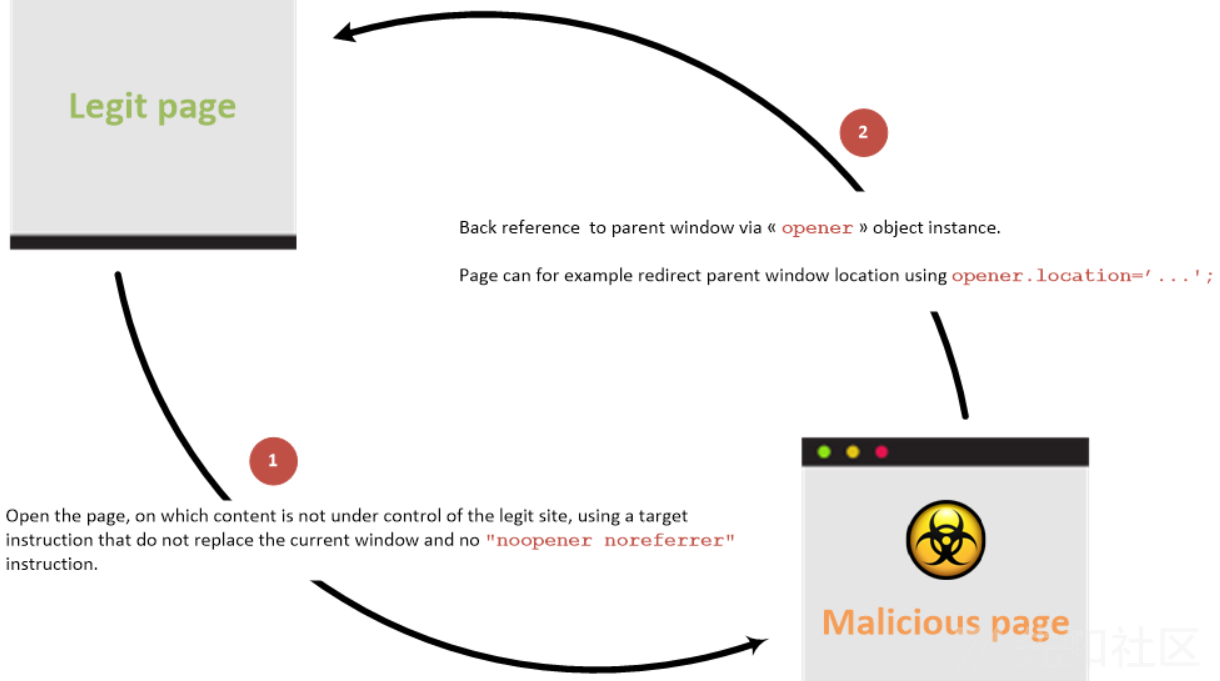 Legit page
2
Back reference  to parent window via « opener » object instance.
Page can for example redirect parent window location using opener.location=’...';
1
Open the page, on which content is not under control of the legit site, using a target
instruction that do not replace the current window and no "noopener noreferrer"
instruction.
Malicious page
社区